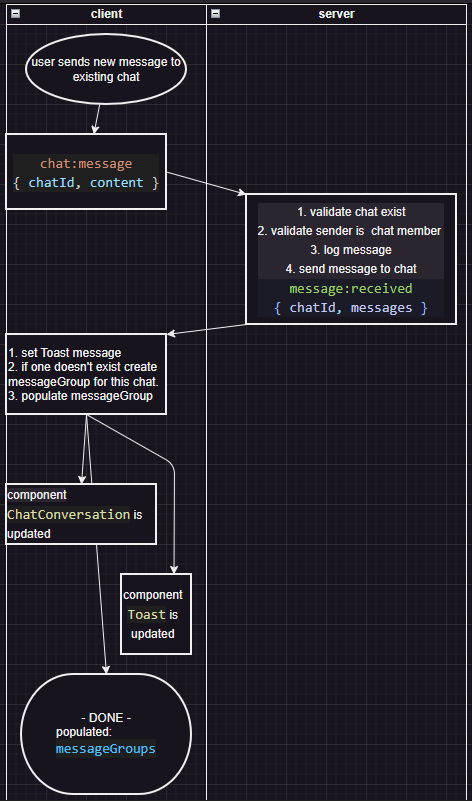 client
server
user sends new message to
existing chat
chat:message
{ chatId, content }
1. validate chat exist
2. validate sender is chat member
3. log message
4. send message to chat
message:received
{ chatId, messages }
1. set Toast message
2. if one doesn't exist create
messageGroup for this chat.
3. populate messageGroup
component
ChatConversation is
updated
component
Toast is
updated
- DONE -
populated:
messageGroups